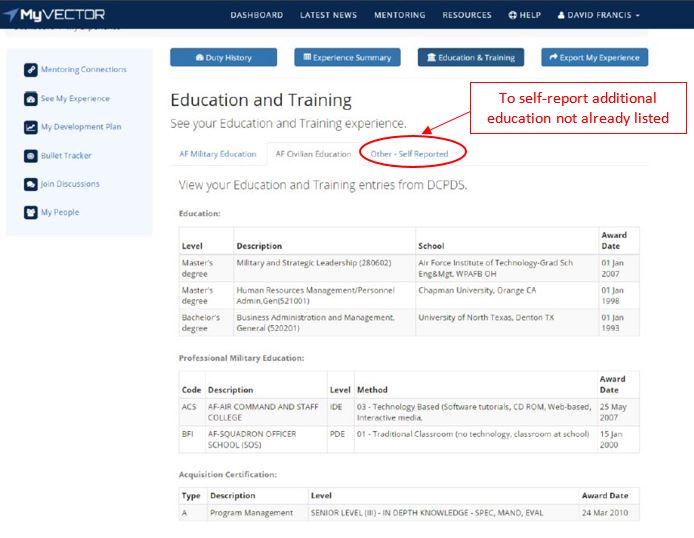 MyVECTOR
DASHBOARD LATEST NEWS MENTORING RESOURCES HELP DAVID FRANCIS
Mentoring Connections
See My Experience
My Development Plan
Bullet Tracker
Join Discussions
My People
Duty History Experience Summary Education & Training Export My Experience
Education and Training
See your Education and Training experience.
To self-report additional
education not already listed
AF Military Education AF Civilian Education Other - Self Reported
View your Education and Training entries from DCPDS.
Education:
Level Description School Award Date
Master's degree Military and Strategic Leadership (280602) Air Force Institute of Technology-Grad Sch Eng&Mgt, WPAFB OH 01 Jan 2007
Master's degree Human Resources Management/Personnel Admin,Gen(521001) Chapman University, Orange CA 01 Jan 1998
Bachelor's degree Business Administration and Management, General (520201) University of North Texas, Denton TX 01 Jan 1993
Professional Military Education:
Code Description Level Method Award Date
ACS AF-AIR COMMAND AND STAFF COLLEGE IDE 03 - Technology Based (Software tutorials, CD ROM, Web-based, Interactive media, 25 May 2007
BFI AF-SQUADRON OFFICER SCHOOL (SOS) PDE 01 - Traditional Classroom (no technology, classroom at school) 15 Jan 2000
Acquisition Certification:
Type Description Level Award Date
A Program Management SENIOR LEVEL (III) - IN DEPTH KNOWLEDGE - SPEC, MAND, EVAL 24 Mar 2010